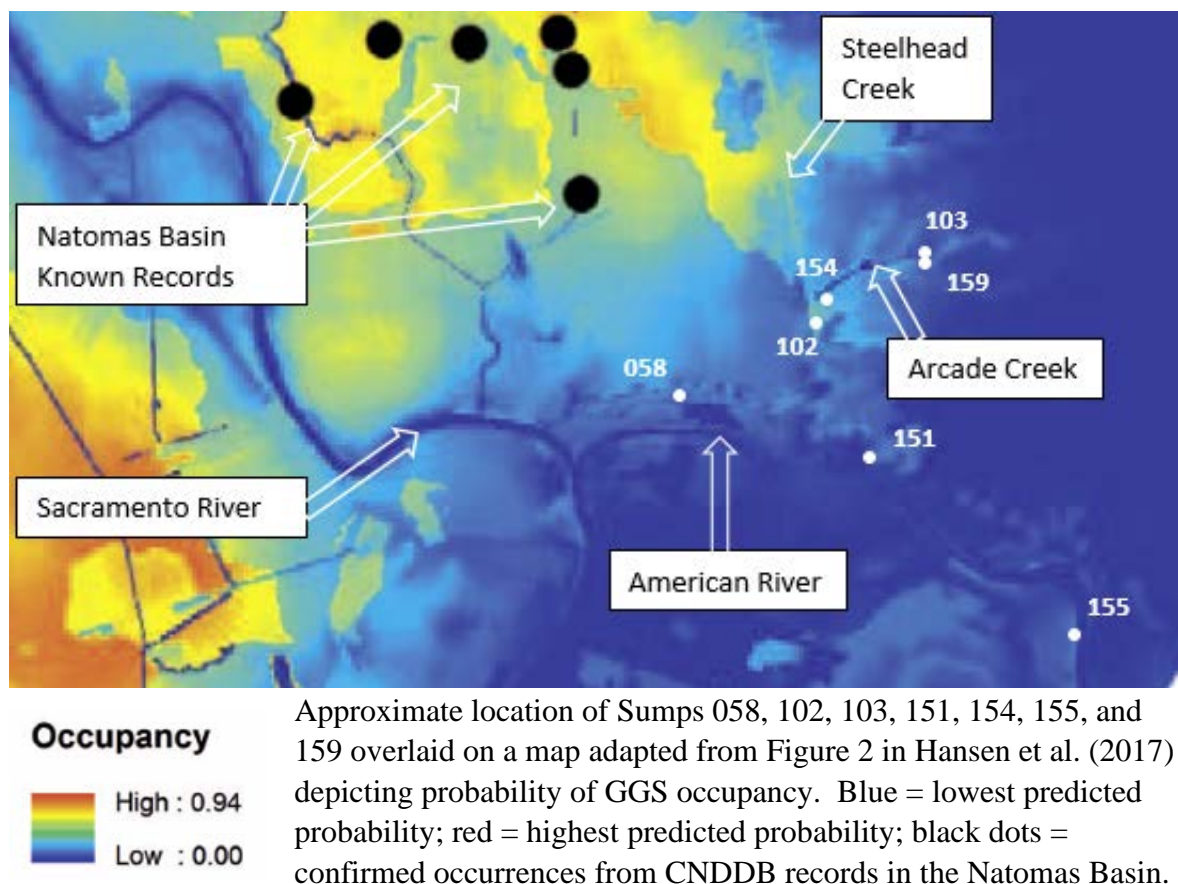 Steelhead
Creek
Natomas Basin
Known Records
103
154
159
102
Arcade Creek
058
151
Sacramento River
American River
155
Occupancy
High : 0.94
Low : 0.00
Approximate location of Sumps 058, 102, 103, 151, 154, 155, and
159 overlaid on a map adapted from Figure 2 in Hansen et al. (2017)
depicting probability of GGS occupancy.  Blue = lowest predicted
probability; red = highest predicted probability; black dots =
confirmed occurrences from CNDDB records in the Natomas Basin.